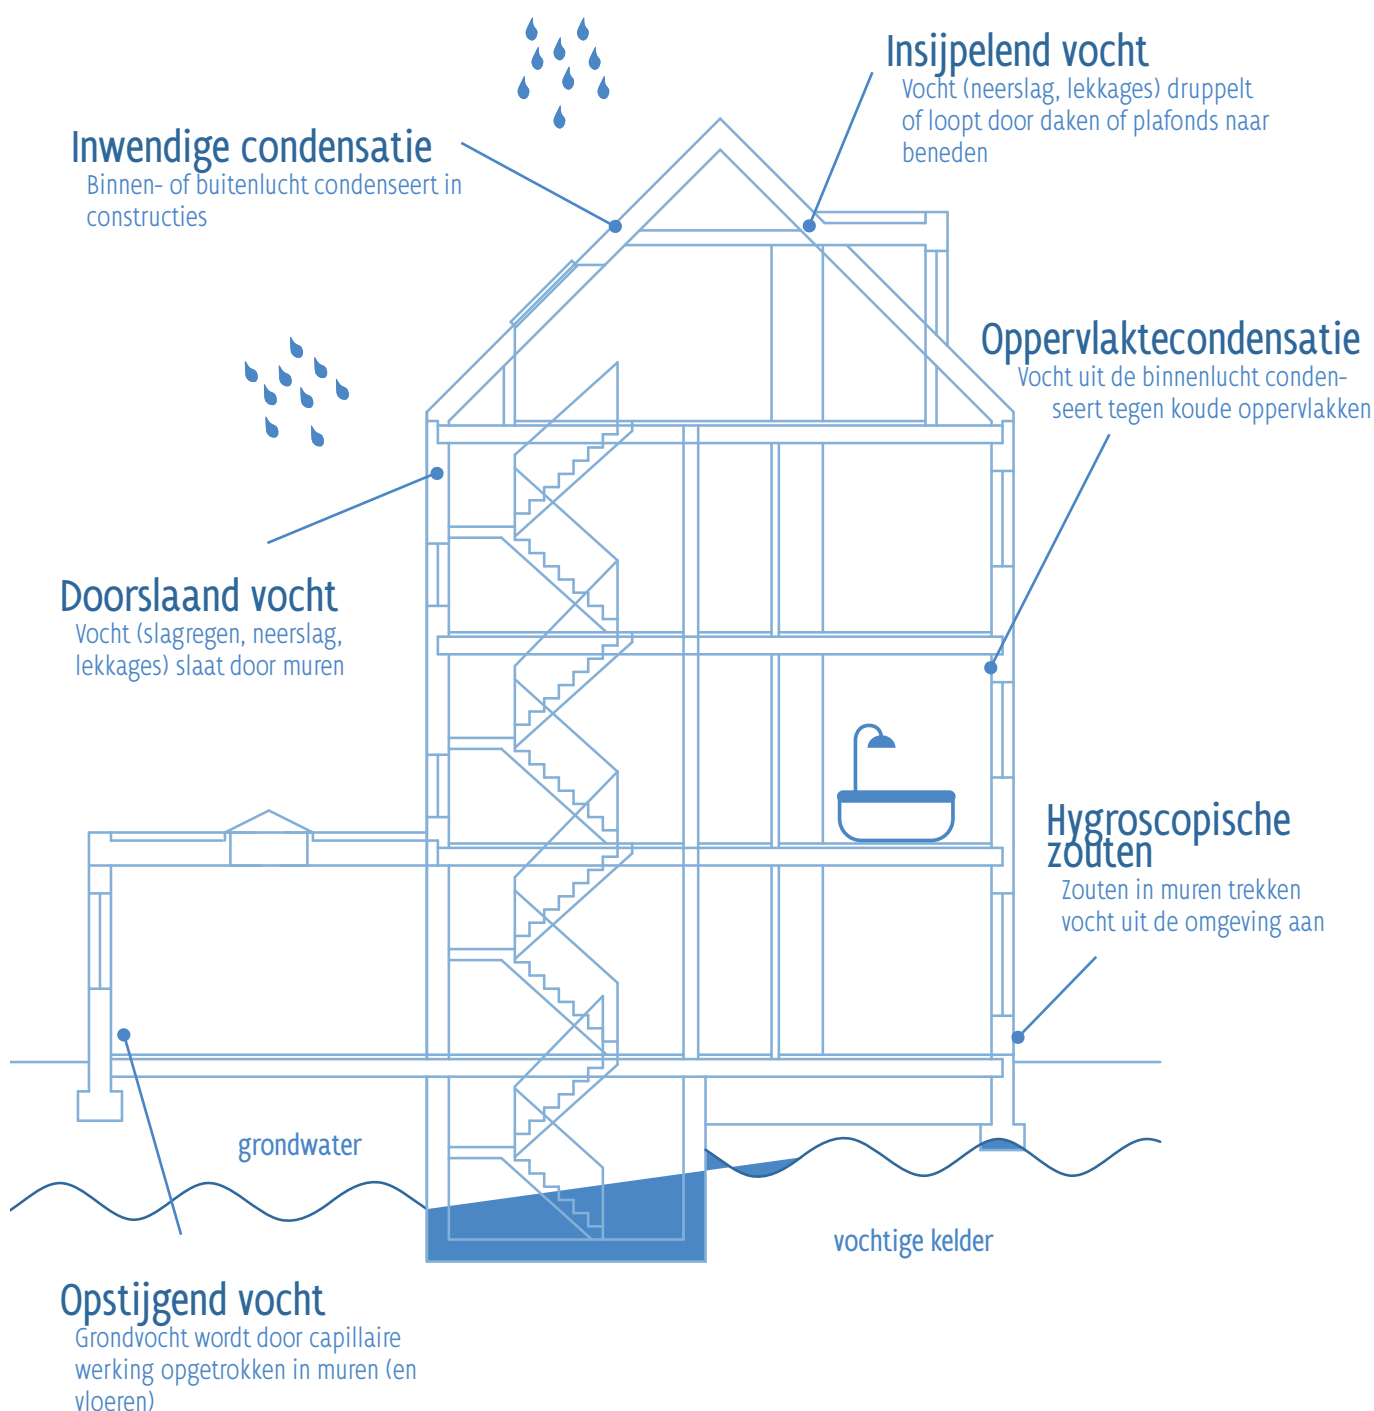 Insijpelend vocht
Vocht (neerslag, lekkages) druppelt
of loopt door daken of plafonds naar
beneden
Inwendige condensatie
Binnen- of buitenlucht condenseert in
constructies
Oppervlaktecondensatie
Vocht uit de binnenlucht conden-
seert tegen koude oppervlakken
Doorslaand vocht
Vocht (slagregen, neerslag,
lekkages) slaat door muren
Hygroscopische
zouten
Zouten in muren trekken
vocht uit de omgeving aan
grondwater
vochtige kelder
Opstijgend vocht
Grondvocht wordt door capillaire
werking opgetrokken in muren (en
vloeren)